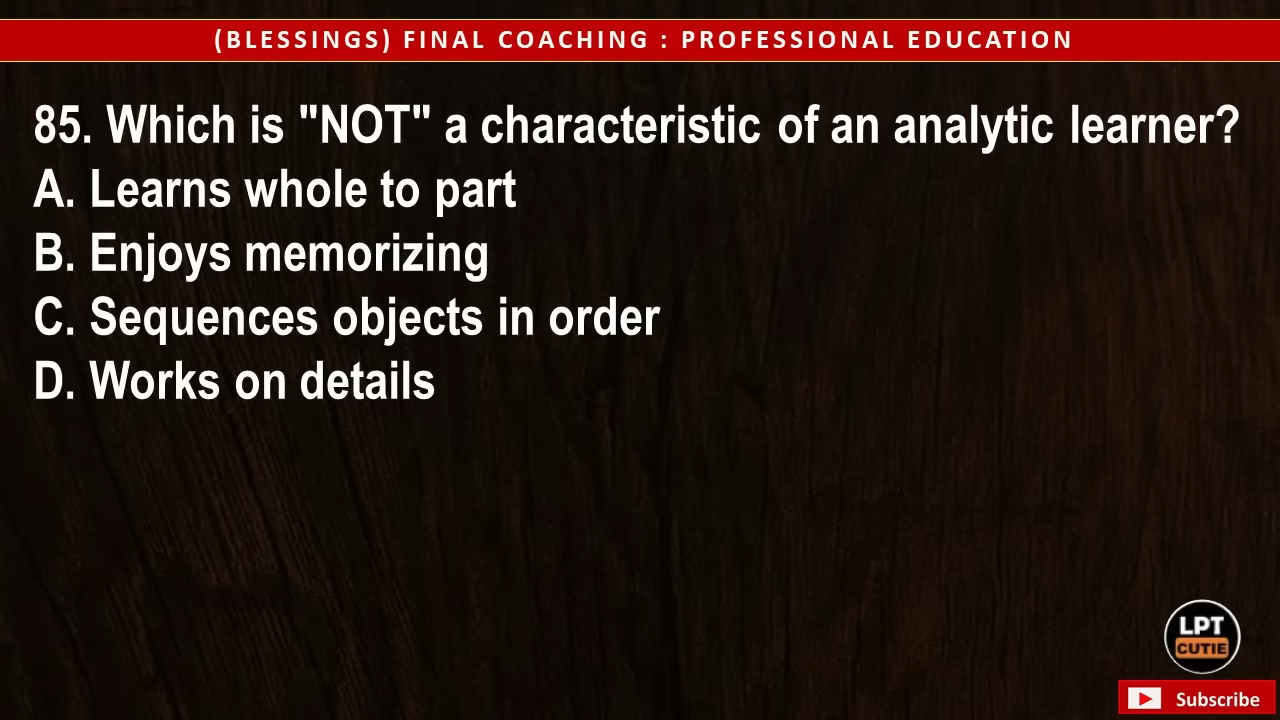 (BLESSINGS) FINAL COACHING : PROFESSIONAL EDUCATION
85. Which is "NOT" a characteristic of an analytic learner?
A. Learns whole to part
B. Enjoys memorizing
C. Sequences objects in order
D. Works on details
LPT
CUTIE
Subscribe